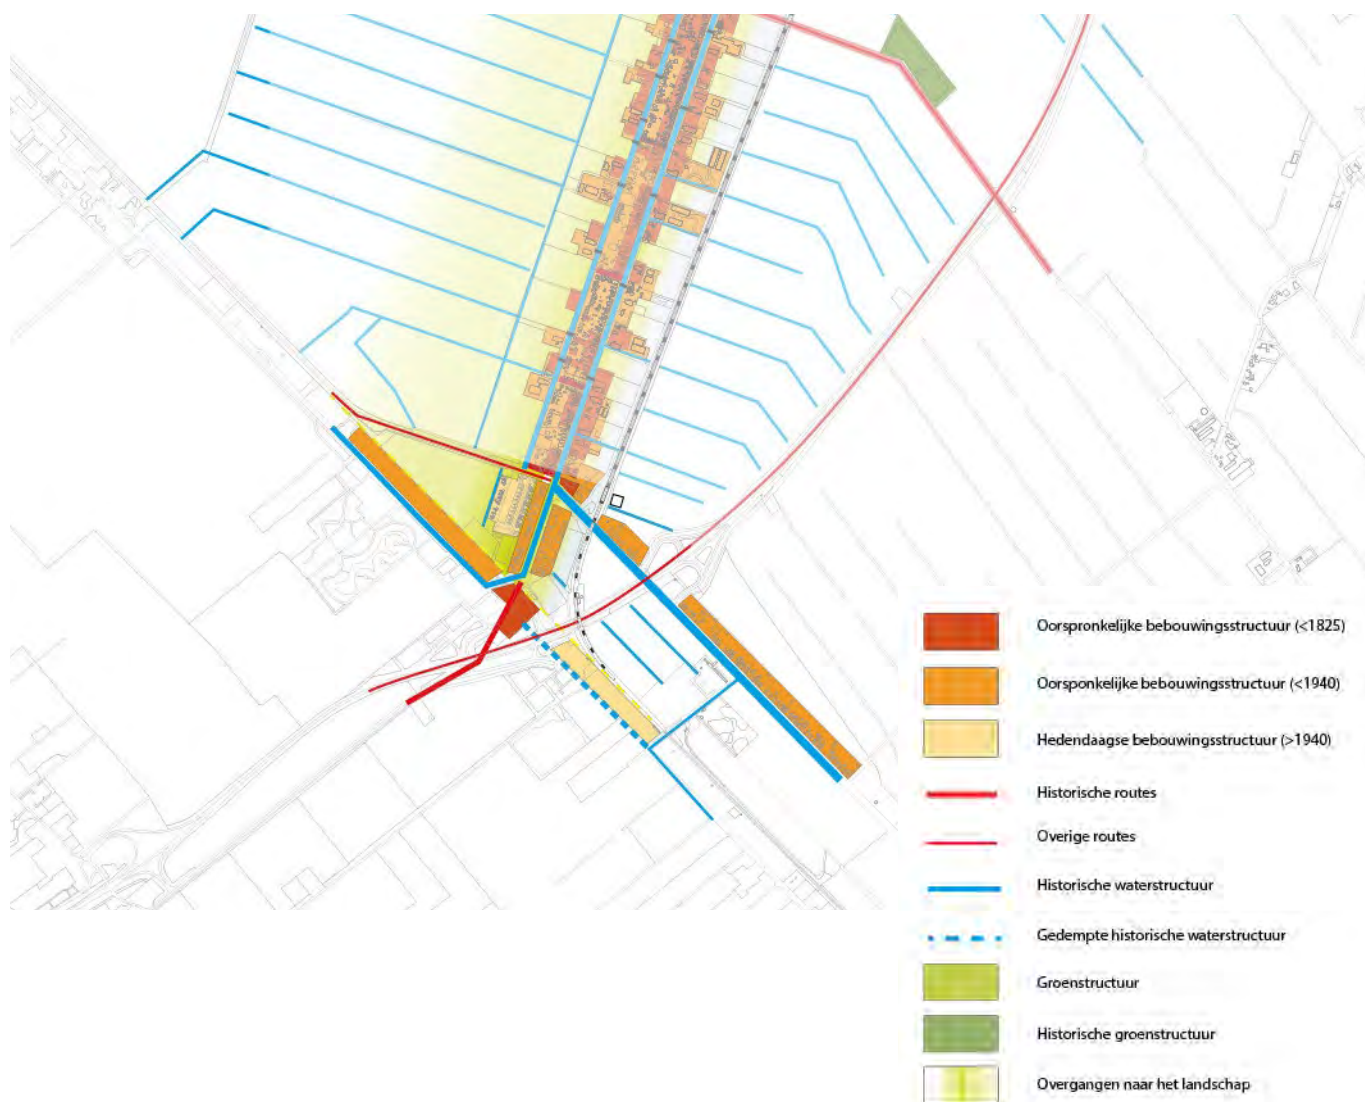 Oorspronkelijke bebouwingsstructuur (<1825)
Oorsponkelijke bebouwingsstructuur (<1940)
Hedendaagse bebouwingsstructuur (>1940)
Historische routes
Overige routes
Historische waterstructuur
Gedempte historische waterstructuur
Groenstructuur
Historische groenstructuur
Overgangen naar het landschap